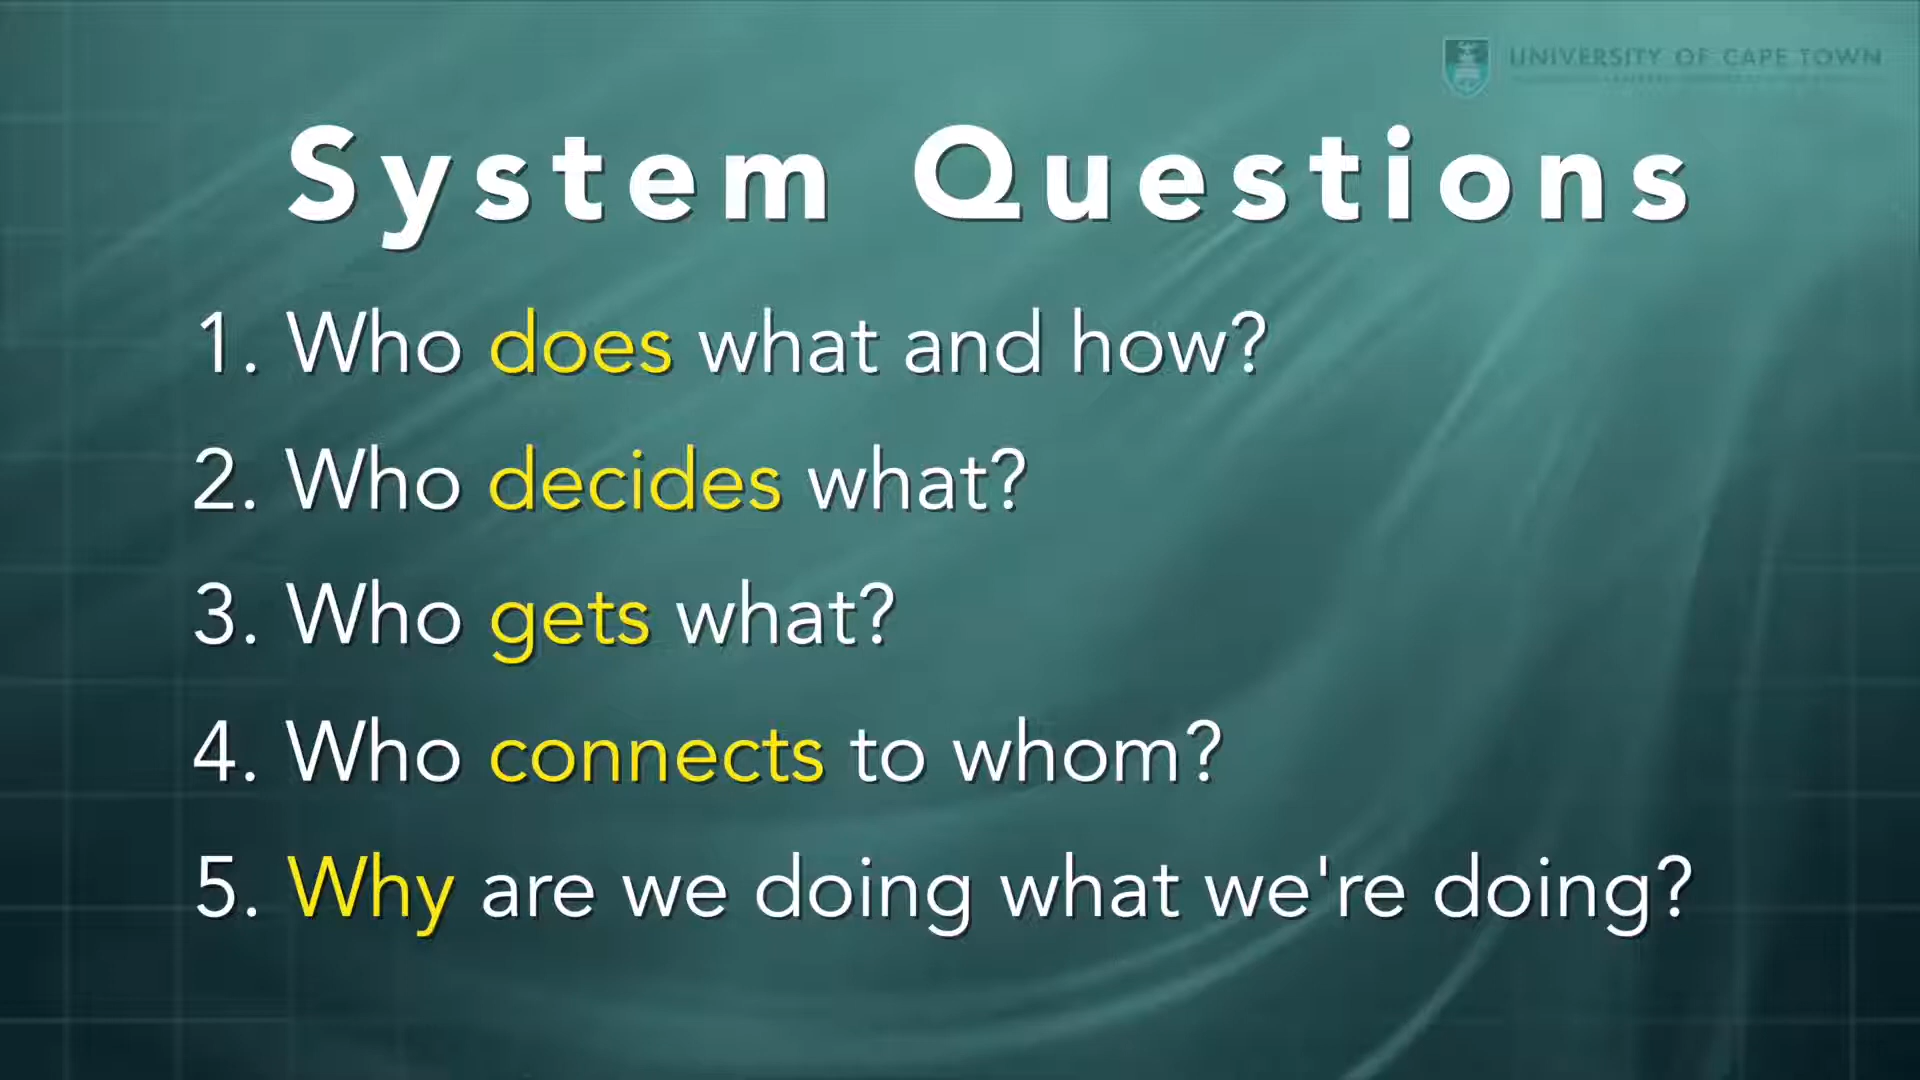 UNIVERSITY OF CAPE TOWN
System Questions
1. Who does what and how?
2. Who decides what?
3. Who gets what?
4. Who connects to whom?
5. Why are we doing what we're doing?